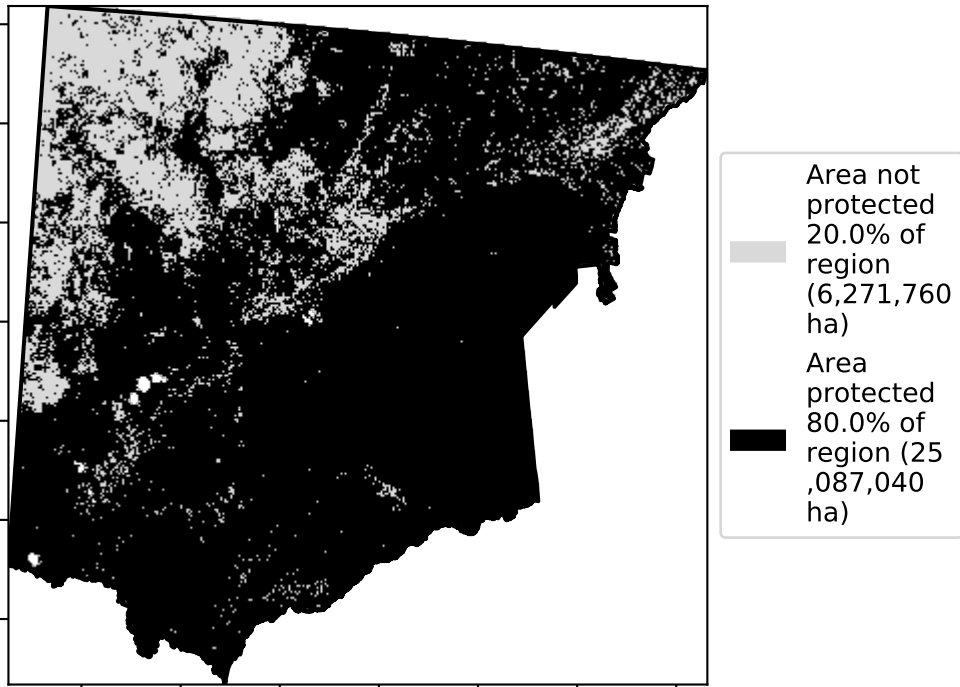 Area not
protected
20.0% of
region
(6,271,760
ha)
Area
protected
80.0% of
region (25
,087,040
ha)